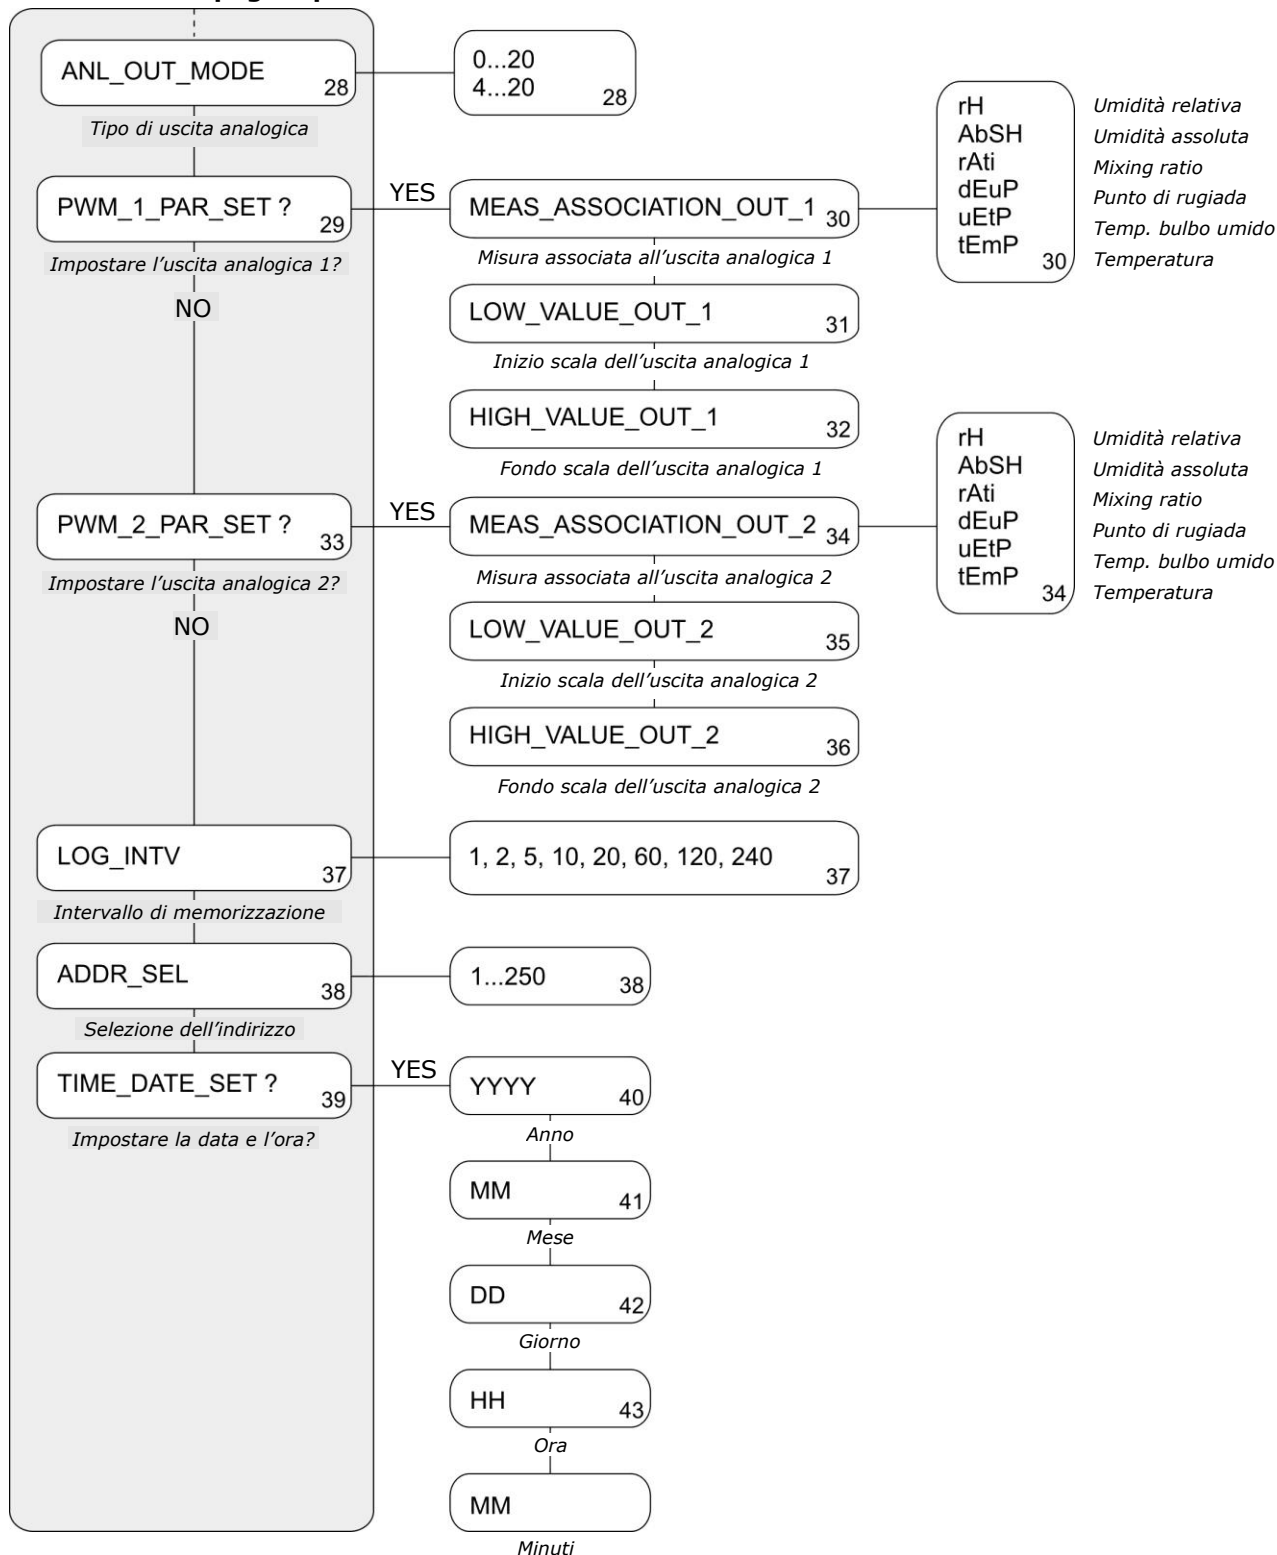 ANL_OUT_MODE 28
Tipo di uscita analogica
0...20
4...20 28
PWM_1_PAR_SET ? 29
Impostare l'uscita analogica 1?
YES
NO
MEAS_ASSOCIATION_OUT_1 30
Misura associata all'uscita analogica 1
rH Umidità relativa
AbSH Umidità assoluta
rAti Mixing ratio
dEuP Punto di rugiada
uEtP Temp. bulbo umido
tEmP Temperatura
30
LOW_VALUE_OUT_1 31
Inizio scala dell'uscita analogica 1
HIGH_VALUE_OUT_1 32
Fondo scala dell'uscita analogica 1
PWM_2_PAR_SET ? 33
Impostare l'uscita analogica 2?
YES
NO
MEAS_ASSOCIATION_OUT_2 34
Misura associata all'uscita analogica 2
rH Umidità relativa
AbSH Umidità assoluta
rAti Mixing ratio
dEuP Punto di rugiada
uEtP Temp. bulbo umido
tEmP Temperatura
34
LOW_VALUE_OUT_2 35
Inizio scala dell'uscita analogica 2
HIGH_VALUE_OUT_2 36
Fondo scala dell'uscita analogica 2
LOG_INTV 37
Intervallo di memorizzazione
1, 2, 5, 10, 20, 60, 120, 240 37
ADDR_SEL 38
Selezione dell'indirizzo
1...250 38
TIME_DATE_SET ? 39
Impostare la data e l'ora?
YES
YYYY 40
Anno
MM 41
Mese
DD 42
Giorno
HH 43
Ora
MM
Minuti